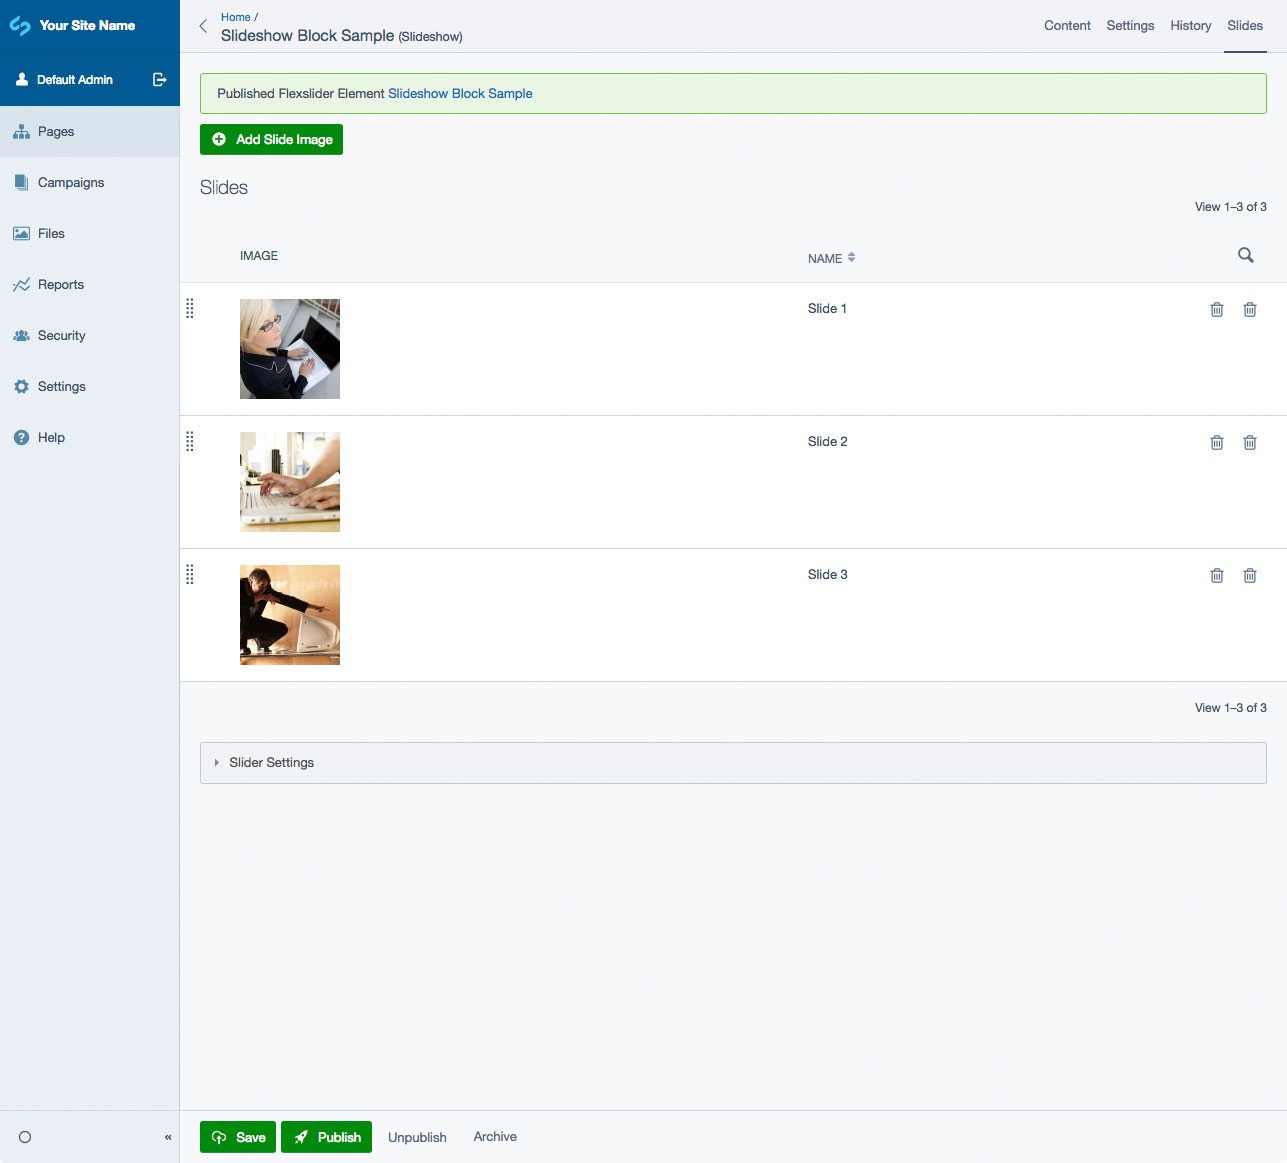 Your Site Name
Default Admin
Pages
Campaigns
Files
Reports
Security
Settings
Help
«
Home /
Slideshow Block Sample (Slideshow)
Content Settings History Slides
Published Flexslider Element Slideshow Block Sample
Add Slide Image
Slides
View 1–3 of 3
IMAGE NAME
Slide 1
Slide 2
Slide 3
View 1–3 of 3
Slider Settings
Save Publish Unpublish Archive